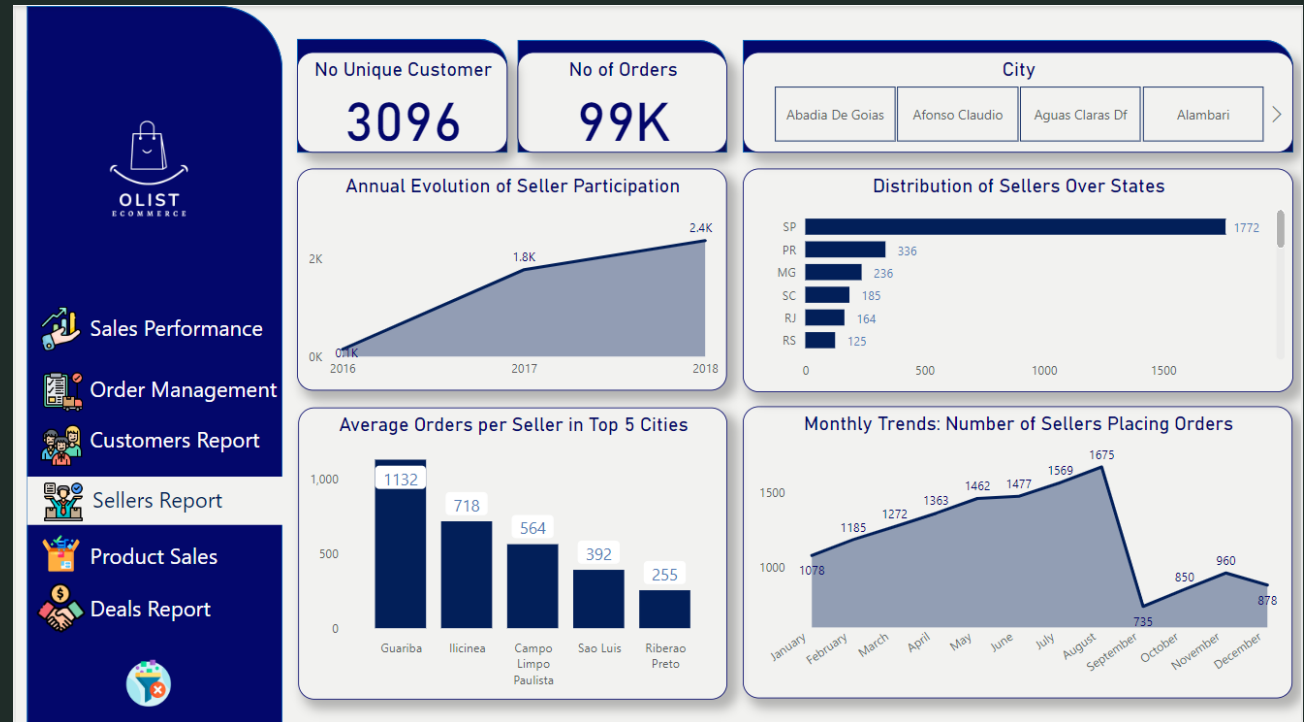 OLIST
ECOMMERCE
Sales Performance
Order Management
Customers Report
Sellers Report
Product Sales
Deals Report
No Unique Customer
3096
No of Orders
99K
City
Abadia De Goias
Afonso Claudio
Aguas Claras Df
Alambari
Annual Evolution of Seller Participation
2K
0K
0.1K
1.8K
2.4K
2016
2017
2018
Distribution of Sellers Over States
SP 1772
PR 336
MG 236
SC 185
RJ 164
RS 125
0 500 1000 1500
Average Orders per Seller in Top 5 Cities
1,000
500
0
1132
718
564
392
255
Guariba
Ilicinea
Campo
Limpo
Paulista
Sao Luis
Riberao
Preto
Monthly Trends: Number of Sellers Placing Orders
1500
1000
1078
1185
1272
1363
1462
1477
1569
1675
735
850
960
878
January
February
March
April
May
June
July
August
September
October
November
December